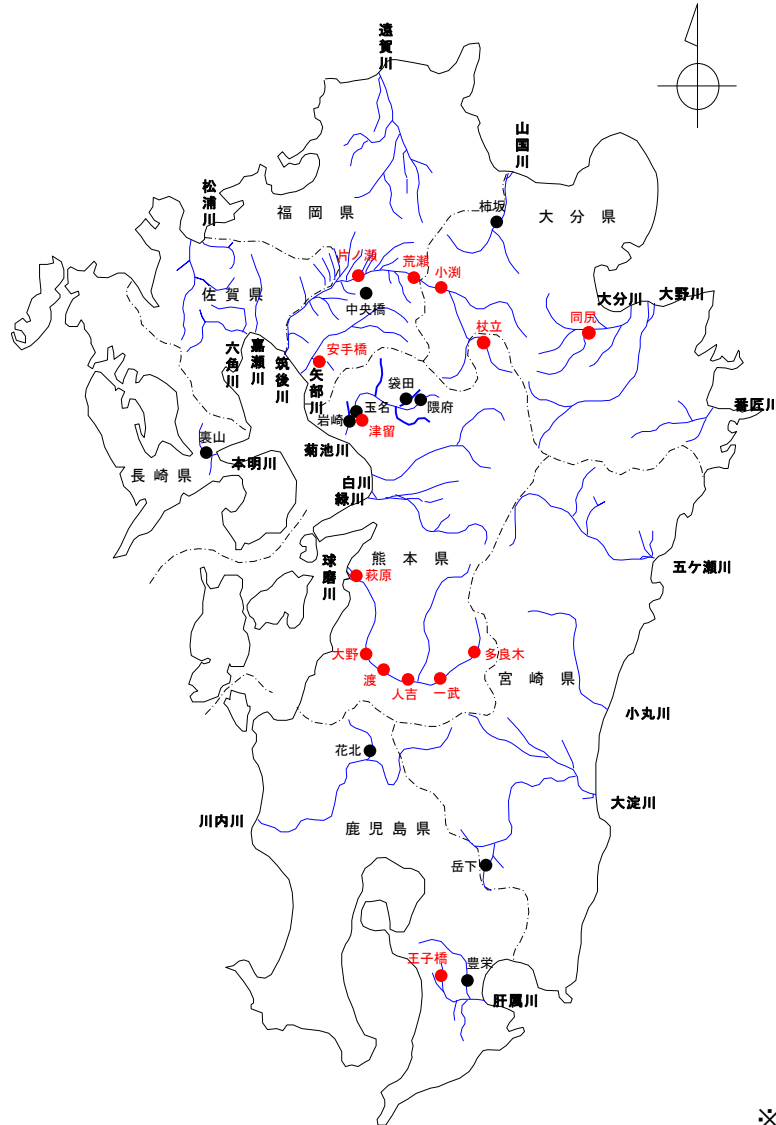 遠賀川
山国川
松浦川
福岡県
柿坂
大分県
片ノ瀬
荒瀬
小渕
佐賀県
中央橋
大分川
大野川
同尻
六角川
嘉瀬川
筑後川
安手橋
矢部川
杖立
袋田
隈府
玉名
岩崎
津留
番匠川
裏山
本明川
菊池川
長崎県
白川
緑川
熊本県
球磨川
萩原
五ケ瀬川
大野
渡
人吉
一武
多良木
宮崎県
小丸川
花北
大淀川
川内川
鹿児島県
岳下
王子橋
豊栄
肝属川
※